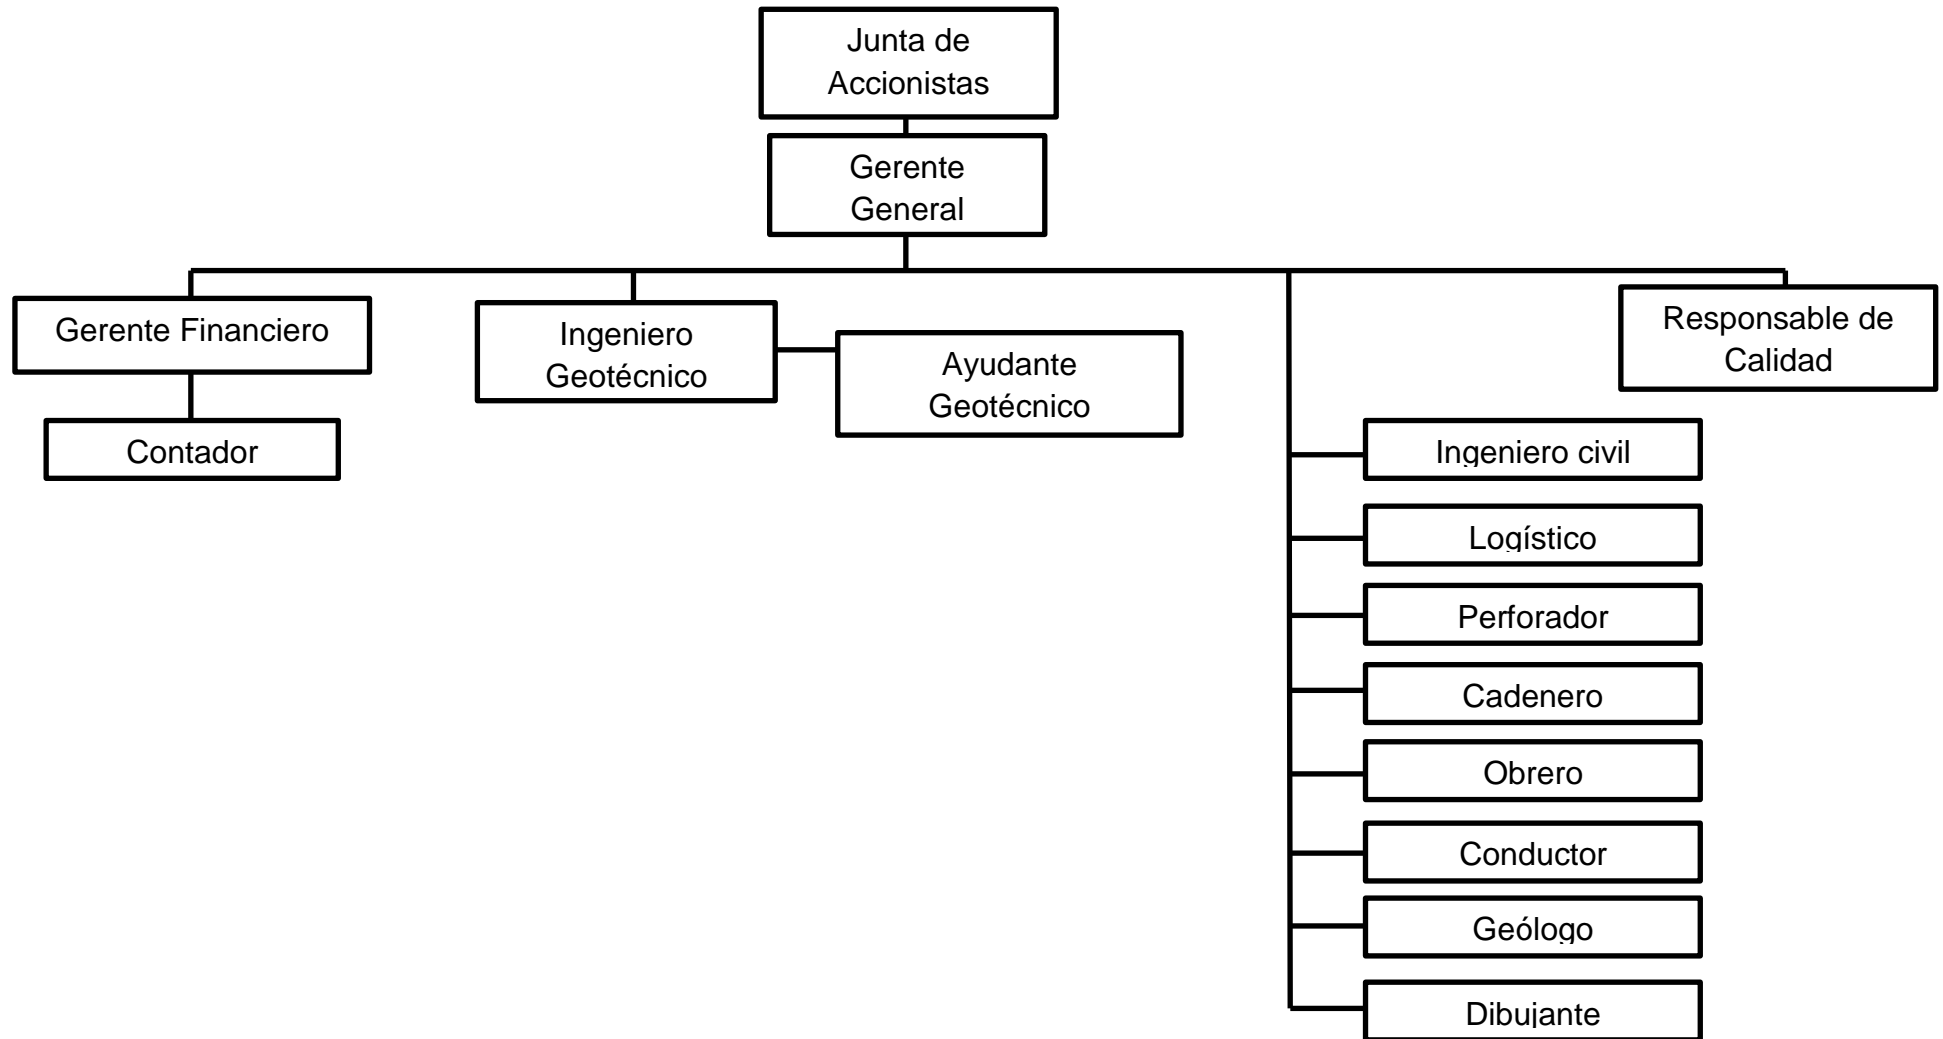 Junta de
Accionistas
Gerente
General
Gerente Financiero
Contador
Ingeniero
Geotécnico
Ayudante
Geotécnico
Responsable de
Calidad
Ingeniero civil
Logístico
Perforador
Cadenero
Obrero
Conductor
Geólogo
Dibujante